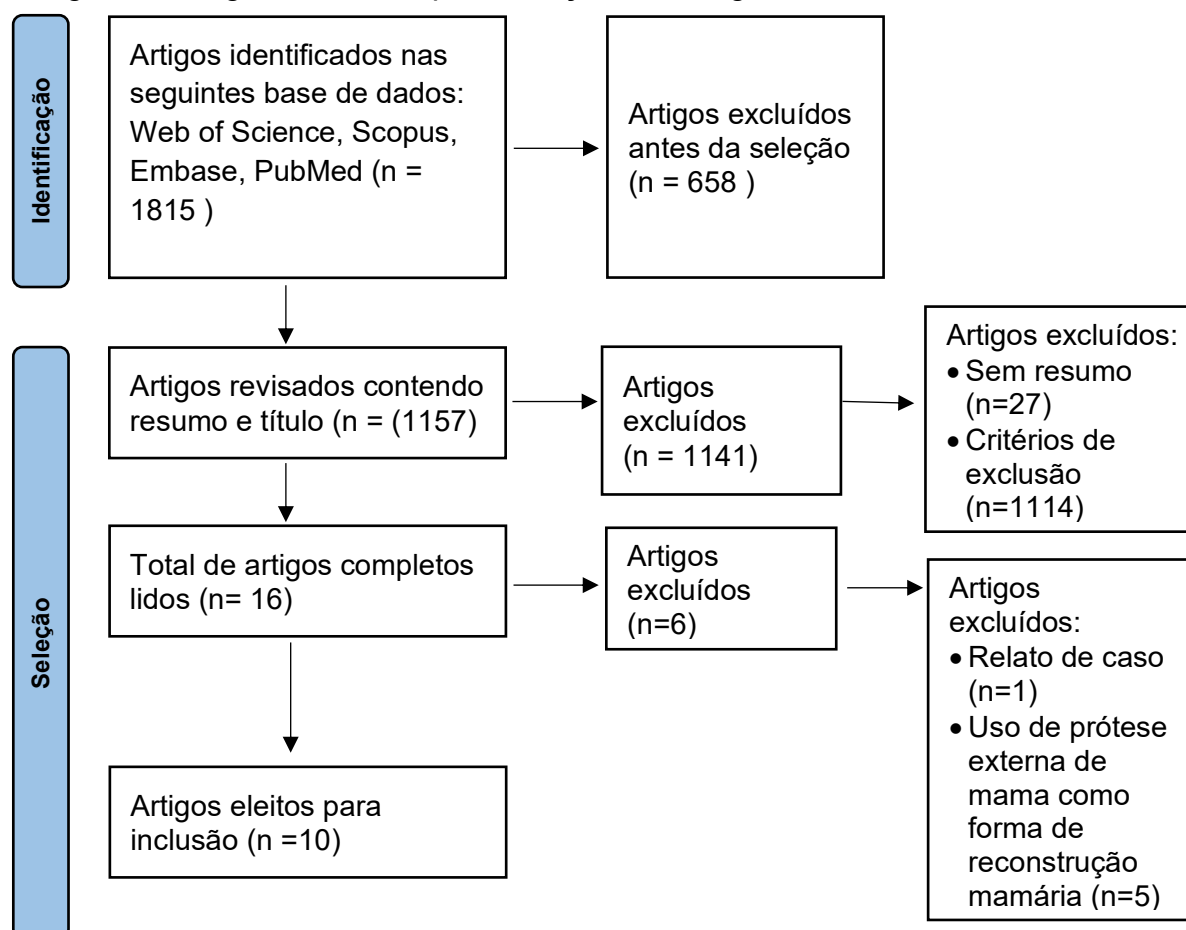 Identificação
Artigos identificados nas
seguintes base de dados:
Web of Science, Scopus,
Embase, PubMed (n =
1815 )
Artigos excluídos
antes da seleção
(n = 658 )
Seleção
Artigos revisados contendo
resumo e título (n = (1157)
Artigos
excluídos
(n = 1141)
Artigos excluídos:
• Sem resumo
(n=27)
• Critérios de
exclusão
(n=1114)
Total de artigos completos
lidos (n= 16)
Artigos
excluídos
(n=6)
Artigos
excluídos:
• Relato de caso
(n=1)
• Uso de prótese
externa de
mama como
forma de
reconstrução
mamária (n=5)
Artigos eleitos para
inclusão (n =10)